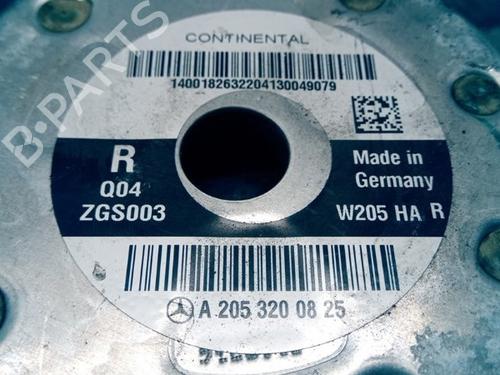 CONTINENTAL
1400182632204130049079
R
Q04
ZGS003
Made in
Germany
W205 HA R
A 205 320 08 25
B-PARTS